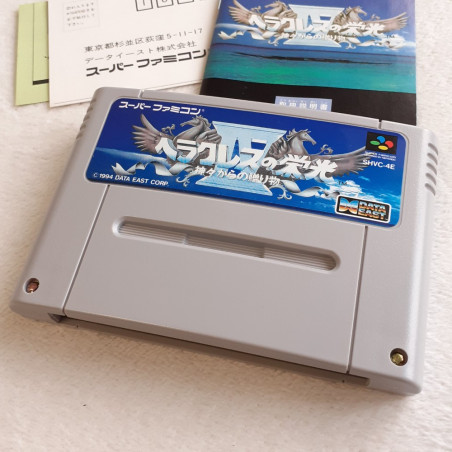 東京都杉並区荻窪5-11-17
データイースト株式会社
スーパーファミコン
取扱説明書
スーパーファミコン
ヘラクレスの栄光
IV
神々からの贈り物
SHVC-4E
© 1994 DATA EAST CORP.
DATA
EAST